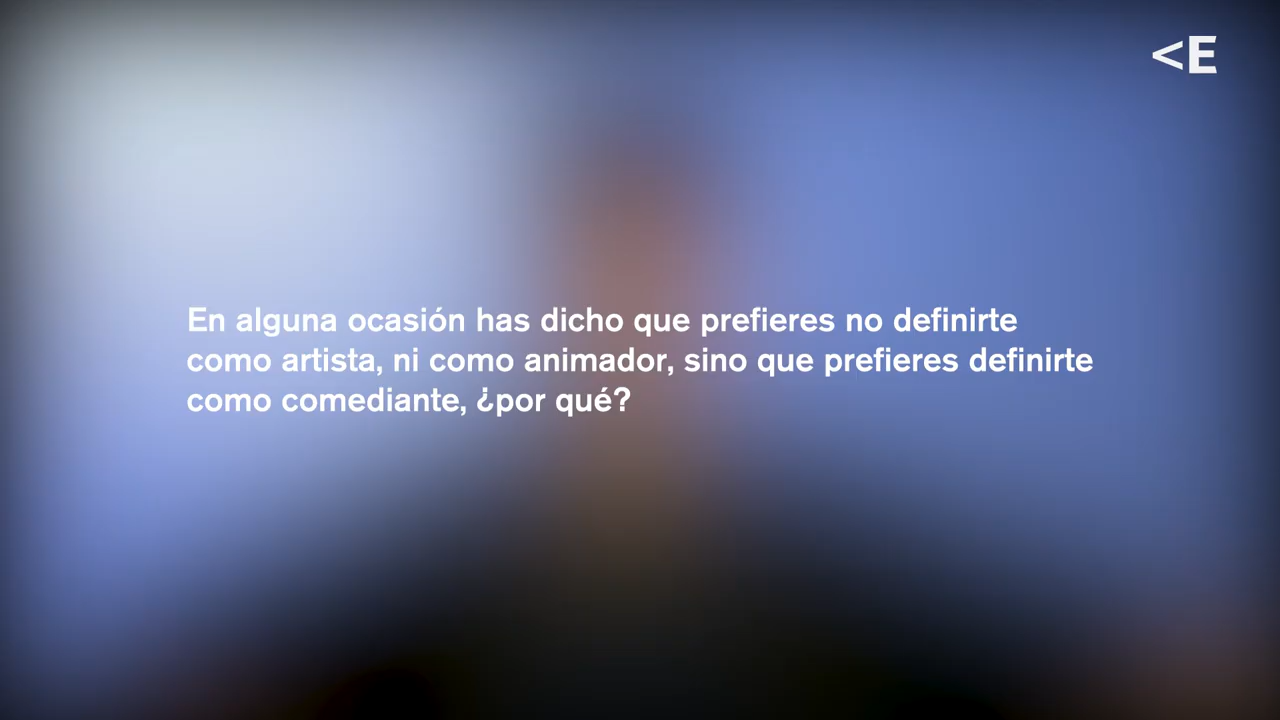 <E
En alguna ocasión has dicho que prefieres no definirte
como artista, ni como animador, sino que prefieres definirte
como comediante, ¿por qué?